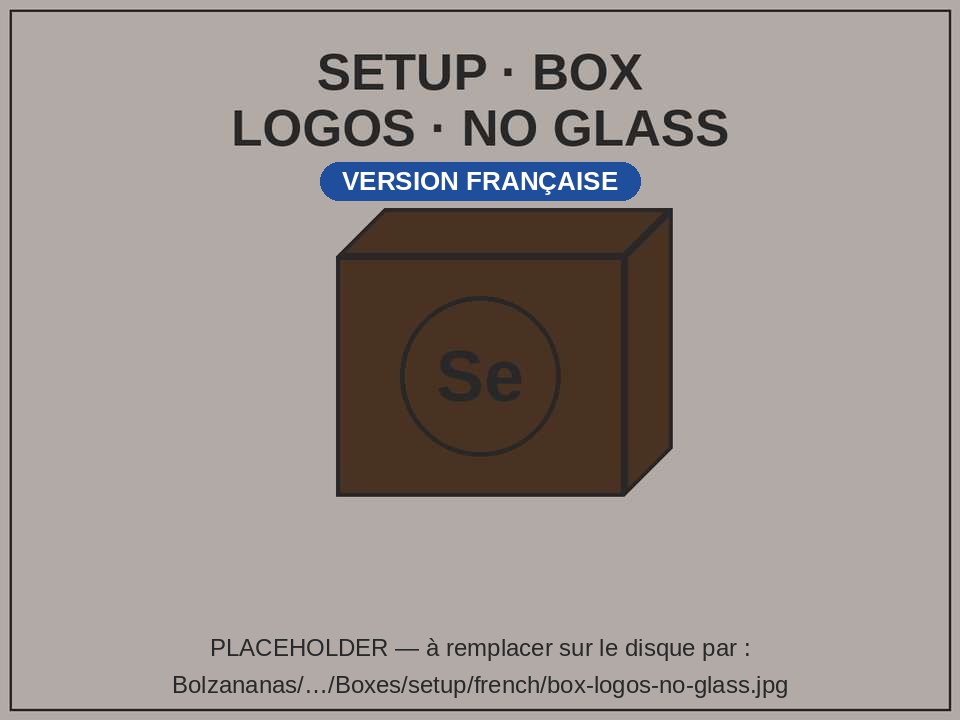 SETUP · BOX
LOGOS · NO GLASS
VERSION FRANÇAISE
Se
PLACEHOLDER — à remplacer sur le disque par :
Bolzananas/…/Boxes/setup/french/box-logos-no-glass.jpg